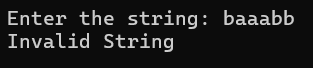 Enter the string: baaabb
Invalid String